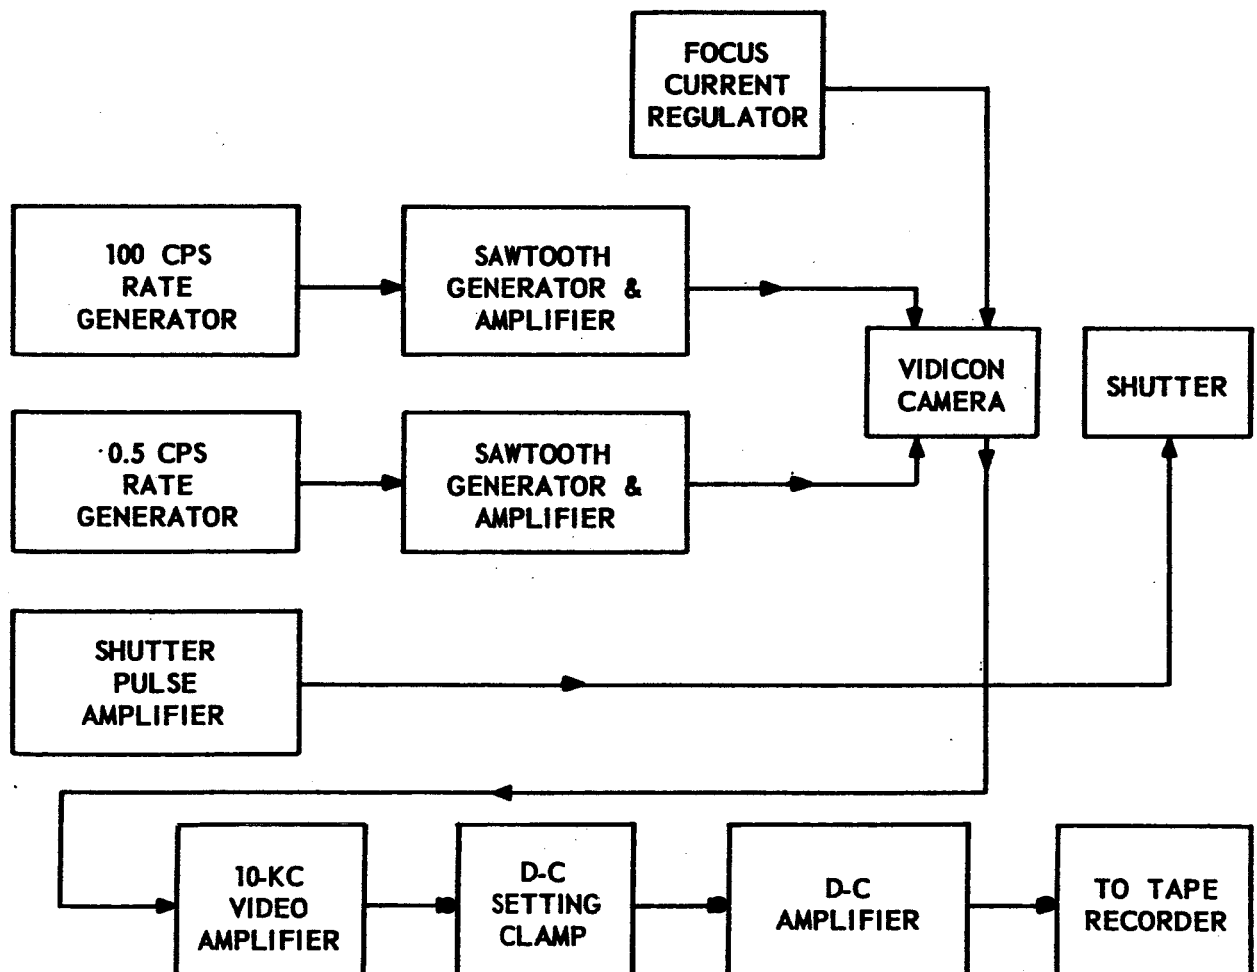 FOCUS
CURRENT
REGULATOR
100 CPS
RATE
GENERATOR
SAWTOOTH
GENERATOR &
AMPLIFIER
VIDICON
CAMERA
SHUTTER
0.5 CPS
RATE
GENERATOR
SAWTOOTH
GENERATOR &
AMPLIFIER
SHUTTER
PULSE
AMPLIFIER
10-KC
VIDEO
AMPLIFIER
D-C
SETTING
CLAMP
D-C
AMPLIFIER
TO TAPE
RECORDER